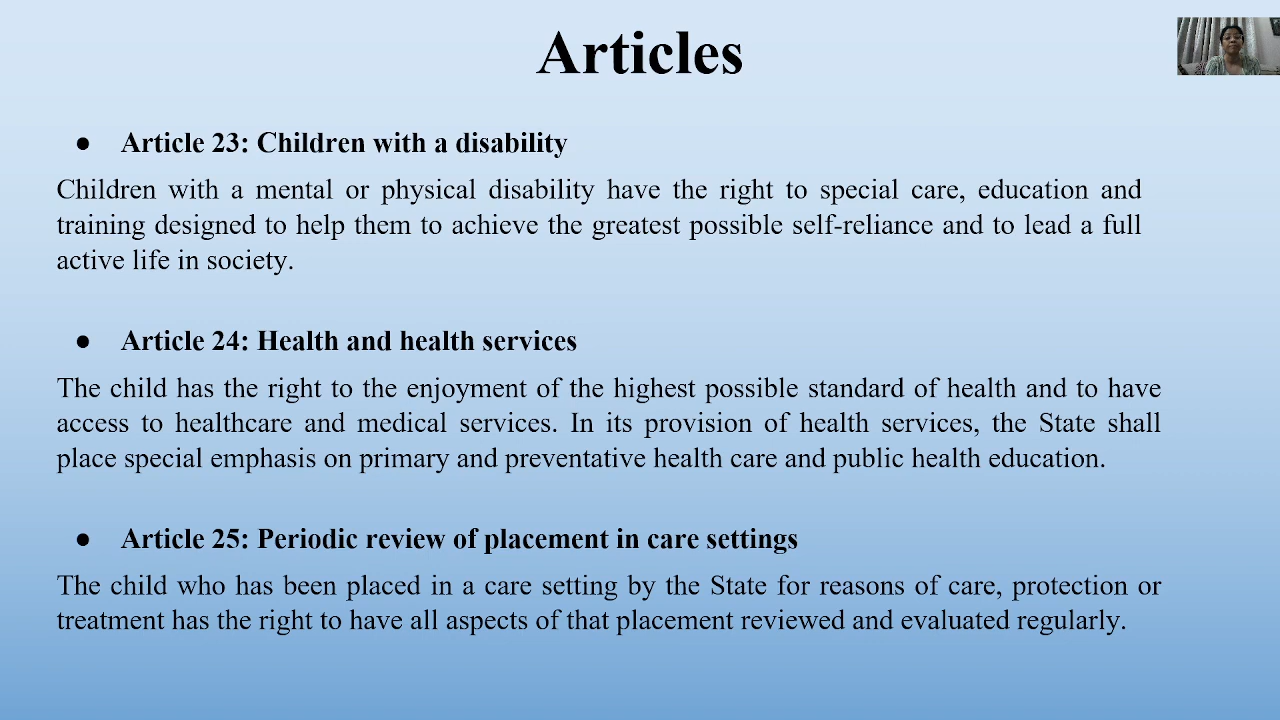 Articles
● Article 23: Children with a disability
Children with a mental or physical disability have the right to special care, education and
training designed to help them to achieve the greatest possible self-reliance and to lead a full
active life in society.
● Article 24: Health and health services
The child has the right to the enjoyment of the highest possible standard of health and to have
access to healthcare and medical services. In its provision of health services, the State shall
place special emphasis on primary and preventative health care and public health education.
● Article 25: Periodic review of placement in care settings
The child who has been placed in a care setting by the State for reasons of care, protection or
treatment has the right to have all aspects of that placement reviewed and evaluated regularly.